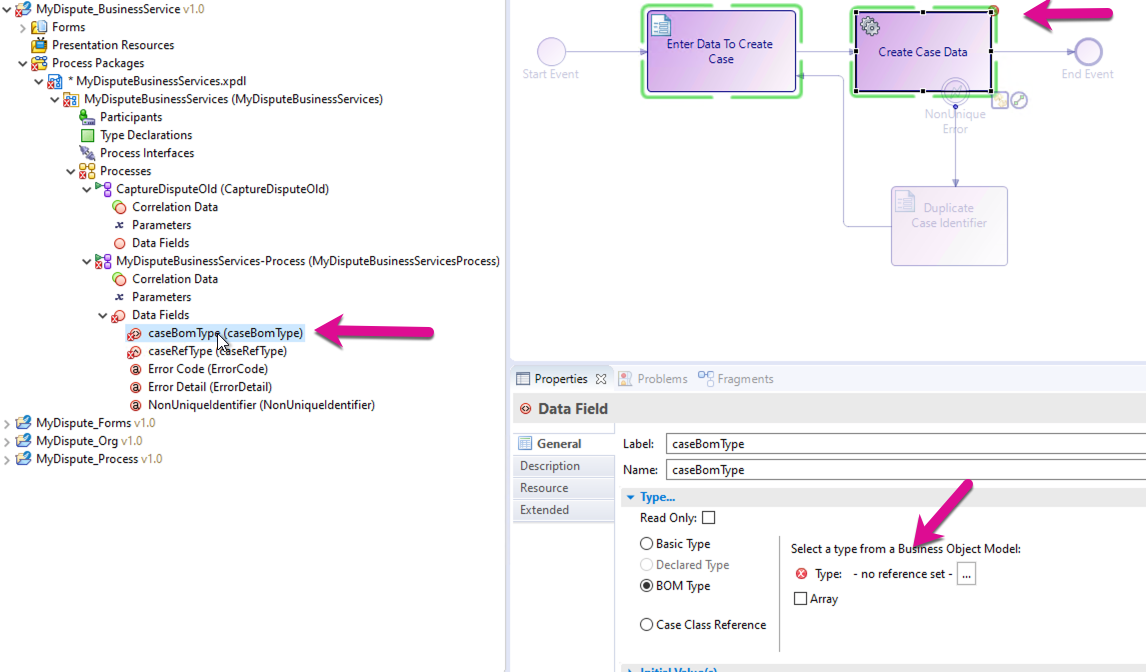 MyDispute_BusinessService v1.0
Forms
Presentation Resources
Process Packages
* MyDisputeBusinessServices.xpdl
MyDisputeBusinessServices (MyDisputeBusinessServices)
Participants
Type Declarations
Process Interfaces
Processes
CaptureDisputeOld (CaptureDisputeOld)
Correlation Data
Parameters
Data Fields
MyDisputeBusinessServices-Process (MyDisputeBusinessServicesProcess)
Correlation Data
Parameters
Data Fields
caseBomType (caseBomType)
caseRefType (caseRefType)
Error Code (ErrorCode)
Error Detail (ErrorDetail)
NonUniqueIdentifier (NonUniqueIdentifier)
MyDispute_Forms v1.0
MyDispute_Org v1.0
MyDispute_Process v1.0
Start Event
Enter Data To Create
Case
Create Case Data
End Event
NonUnique
Error
Duplicate
Case Identifier
Properties
Problems
Fragments
Data Field
General
Description
Resource
Extended
Label: caseBomType
Name: caseBomType
Type...
Read Only:
Basic Type
Declared Type
BOM Type
Case Class Reference
Select a type from a Business Object Model:
Type: - no reference set - ...
Array
Initial Value(s)